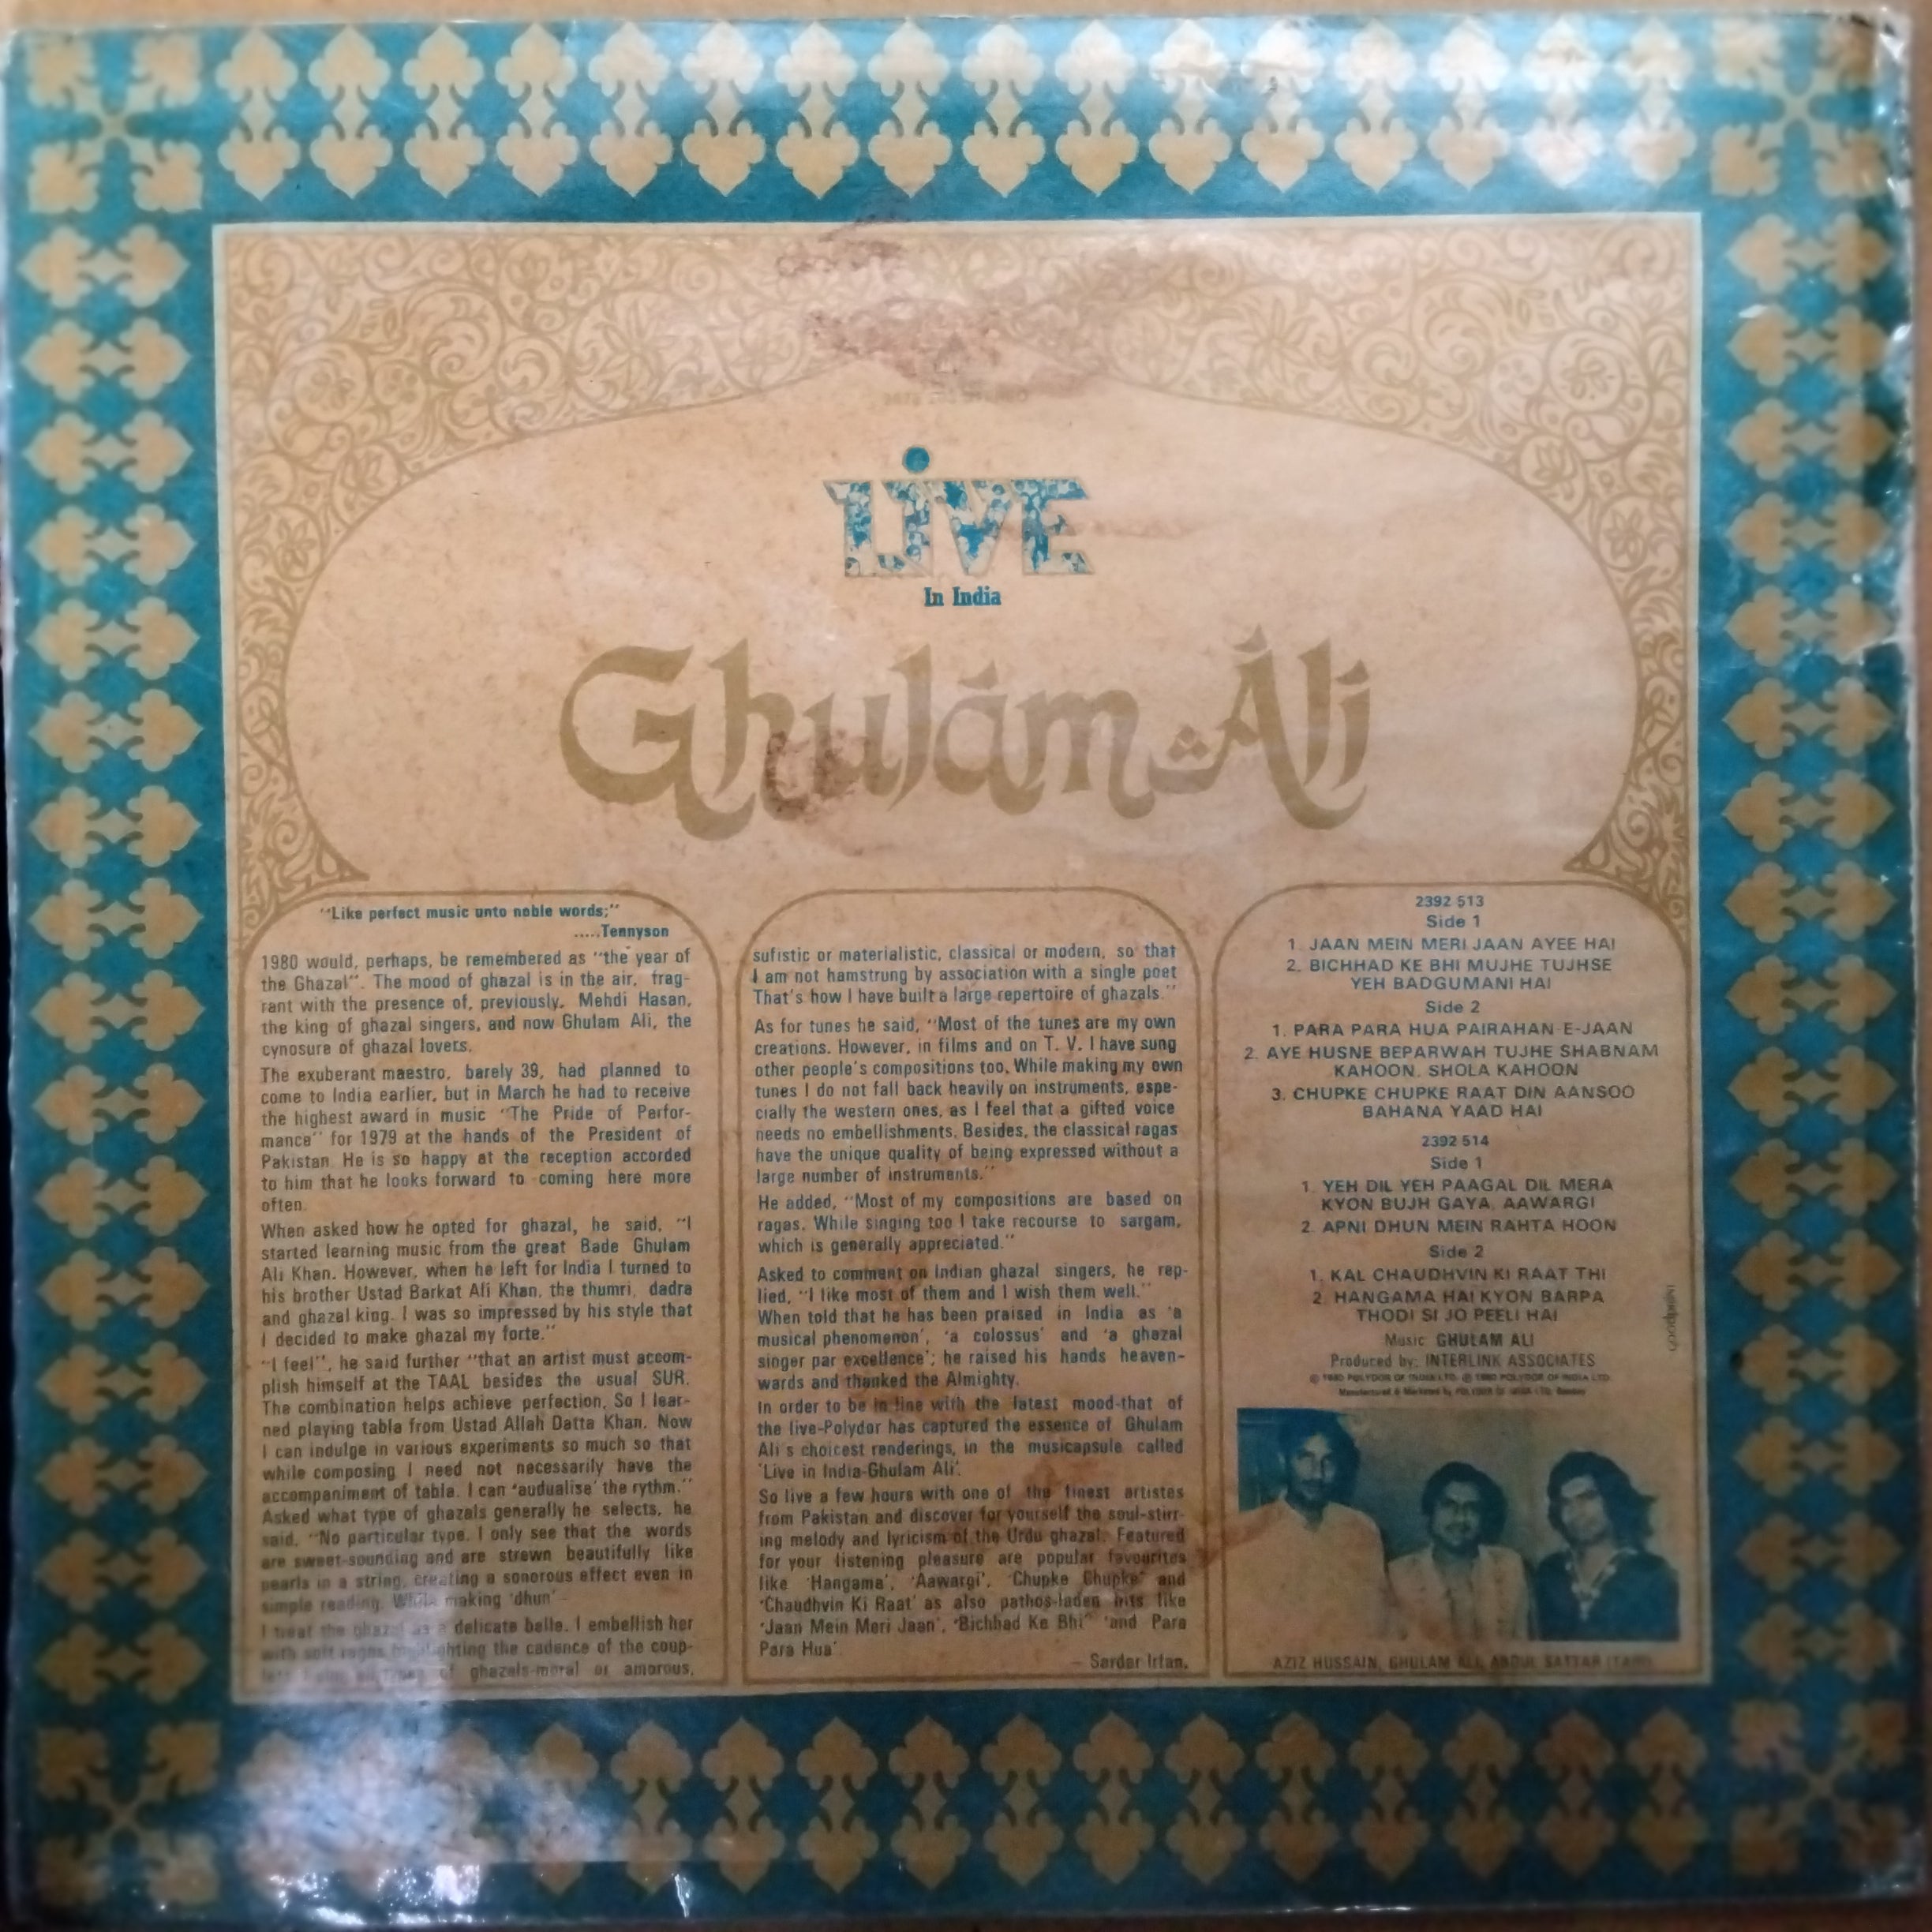 LiVE
In India
Ghulám Áli
"Like perfect music unto noble words;"
.....Tennyson
1980 would, perhaps, be remembered as "the year of
the Ghazal". The mood of ghazal is in the air, frag-
rant with the presence of, previously, Mehdi Hasan,
the king of ghazal singers, and now Ghulam Ali, the
cynosure of ghazal lovers.
The exuberant maestro, barely 39, had planned to
come to India earlier, but in March he had to receive
the highest award in music "The Pride of Perfor-
mance" for 1979 at the hands of the President of
Pakistan. He is so happy at the reception accorded
to him that he looks forward to coming here more
often.
When asked how he opted for ghazal, he said, "I
started learning music from the great Bade Ghulam
Ali Khan. However, when he left for India I turned to
his brother Ustad Barkat Ali Khan, the thumri, dadra
and ghazal king. I was so impressed by his style that
I decided to make ghazal my forte."
"I feel", he said further "that an artist must accom-
plish himself at the TAAL besides the usual SUR.
The combination helps achieve perfection. So I lear-
ned playing tabla from Ustad Allah Datta Khan. Now
I can indulge in various experiments so much so that
while composing I need not necessarily have the
accompaniment of tabla. I can 'audualise' the rythm."
Asked what type of ghazals generally he selects, he
said, "No particular type. I only see that the words
are sweet-sounding and are strewn beautifully like
pearls in a string, creating a sonorous effect even in
simple reading. While making 'dhun' -
I treat the ghazal as a delicate belle. I embellish her
with soft ragas highlighting the cadence of the coup-
of ghazals-moral or amorous,
sufistic or materialistic, classical or modern, so that
I am not hamstrung by association with a single poet
That's how I have built a large repertoire of ghazals."
As for tunes he said, "Most of the tunes are my own
creations. However, in films and on T. V. I have sung
other people's compositions too. While making my own
tunes I do not fall back heavily on instruments, espe-
cially the western ones, as I feel that a gifted voice
needs no embellishments. Besides, the classical ragas
have the unique quality of being expressed without a
large number of instruments."
He added, "Most of my compositions are based on
ragas. While singing too I take recourse to sargam,
which is generally appreciated."
Asked to comment on Indian ghazal singers, he rep-
lied, "I like most of them and I wish them well."
When told that he has been praised in India as 'a
musical phenomenon', 'a colossus' and 'a ghazal
singer par excellence'; he raised his hands heaven-
wards and thanked the Almighty.
In order to be in line with the latest mood-that of
the live-Polydor has captured the essence of Ghulam
Ali's choicest renderings, in the musicapsule called
'Live in India-Ghulam Ali'.
So live a few hours with one of the finest artistes
from Pakistan and discover for yourself the soul-stirr-
ing melody and lyricism of the Urdu ghazal. Featured
for your listening pleasure are popular favourites
like 'Hangama', 'Aawargi', 'Chupke Chupke' and
'Chaudhvin Ki Raat' as also pathos-laden hits like
'Jaan Mein Meri Jaan', 'Bichhad Ke Bhi' 'and Para
Para Hua'
- Sardar Irfan.
2392 513
Side 1
1. JAAN MEIN MERI JAAN AYEE HAI
2. BICHHAD KE BHI MUJHE TUJHSE
YEH BADGUMANI HAI
Side 2
1. PARA PARA HUA PAIRAHAN-E-JAAN
2. AYE HUSNE BEPARWAH TUJHE SHABNAM
KAHOON, SHOLA KAHOON
3. CHUPKE CHUPKE RAAT DIN AANSOO
BAHANA YAAD HAI
2392 514
Side 1
1. YEH DIL YEH PAAGAL DIL MERA
KYON BUJH GAYA, AAWARGI
2. APNI DHUN MEIN RAHTA HOON
Side 2
1. KAL CHAUDHVIN KI RAAT THI
2. HANGAMA HAI KYON BARPA
THODI SI JO PEELI HAI
Music: GHULAM ALI
Produced by: INTERLINK ASSOCIATES
© 1980 POLYDOR OF INDIA LTD. ℗ 1980 POLYDOR OF INDIA LTD.
Manufactured & Marketed by POLYDOR OF INDIA LTD. Bombay
AZIZ HUSSAIN, GHULAM ALI, ABDUL SATTAR (TARI)